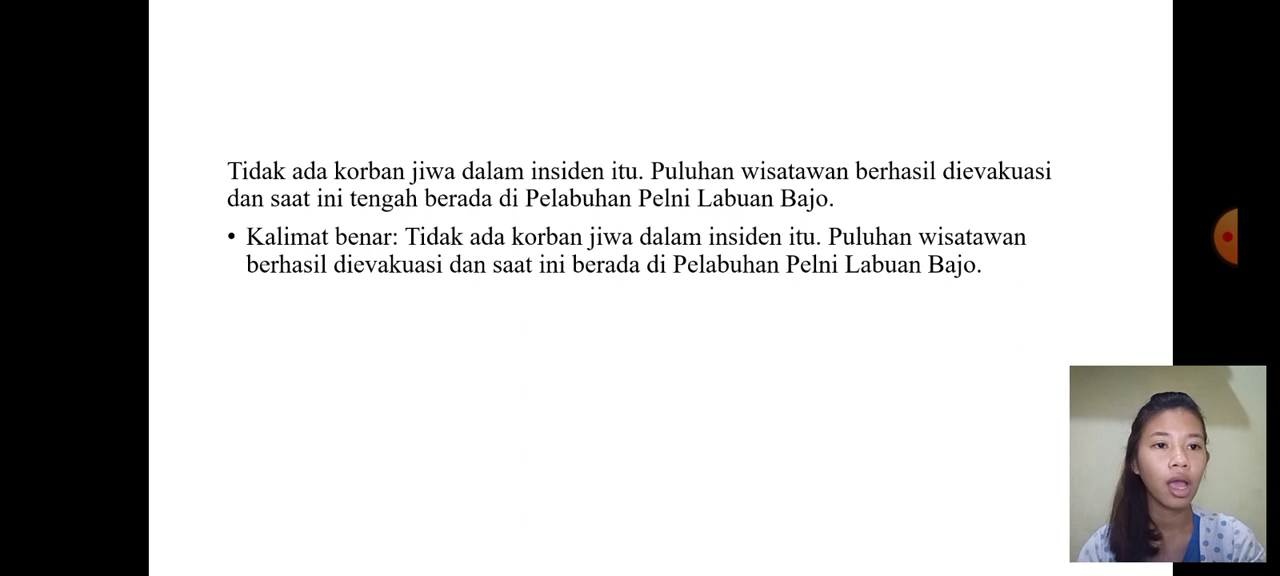 Tidak ada korban jiwa dalam insiden itu. Puluhan wisatawan berhasil dievakuasi
dan saat ini tengah berada di Pelabuhan Pelni Labuan Bajo.
• Kalimat benar: Tidak ada korban jiwa dalam insiden itu. Puluhan wisatawan
berhasil dievakuasi dan saat ini berada di Pelabuhan Pelni Labuan Bajo.